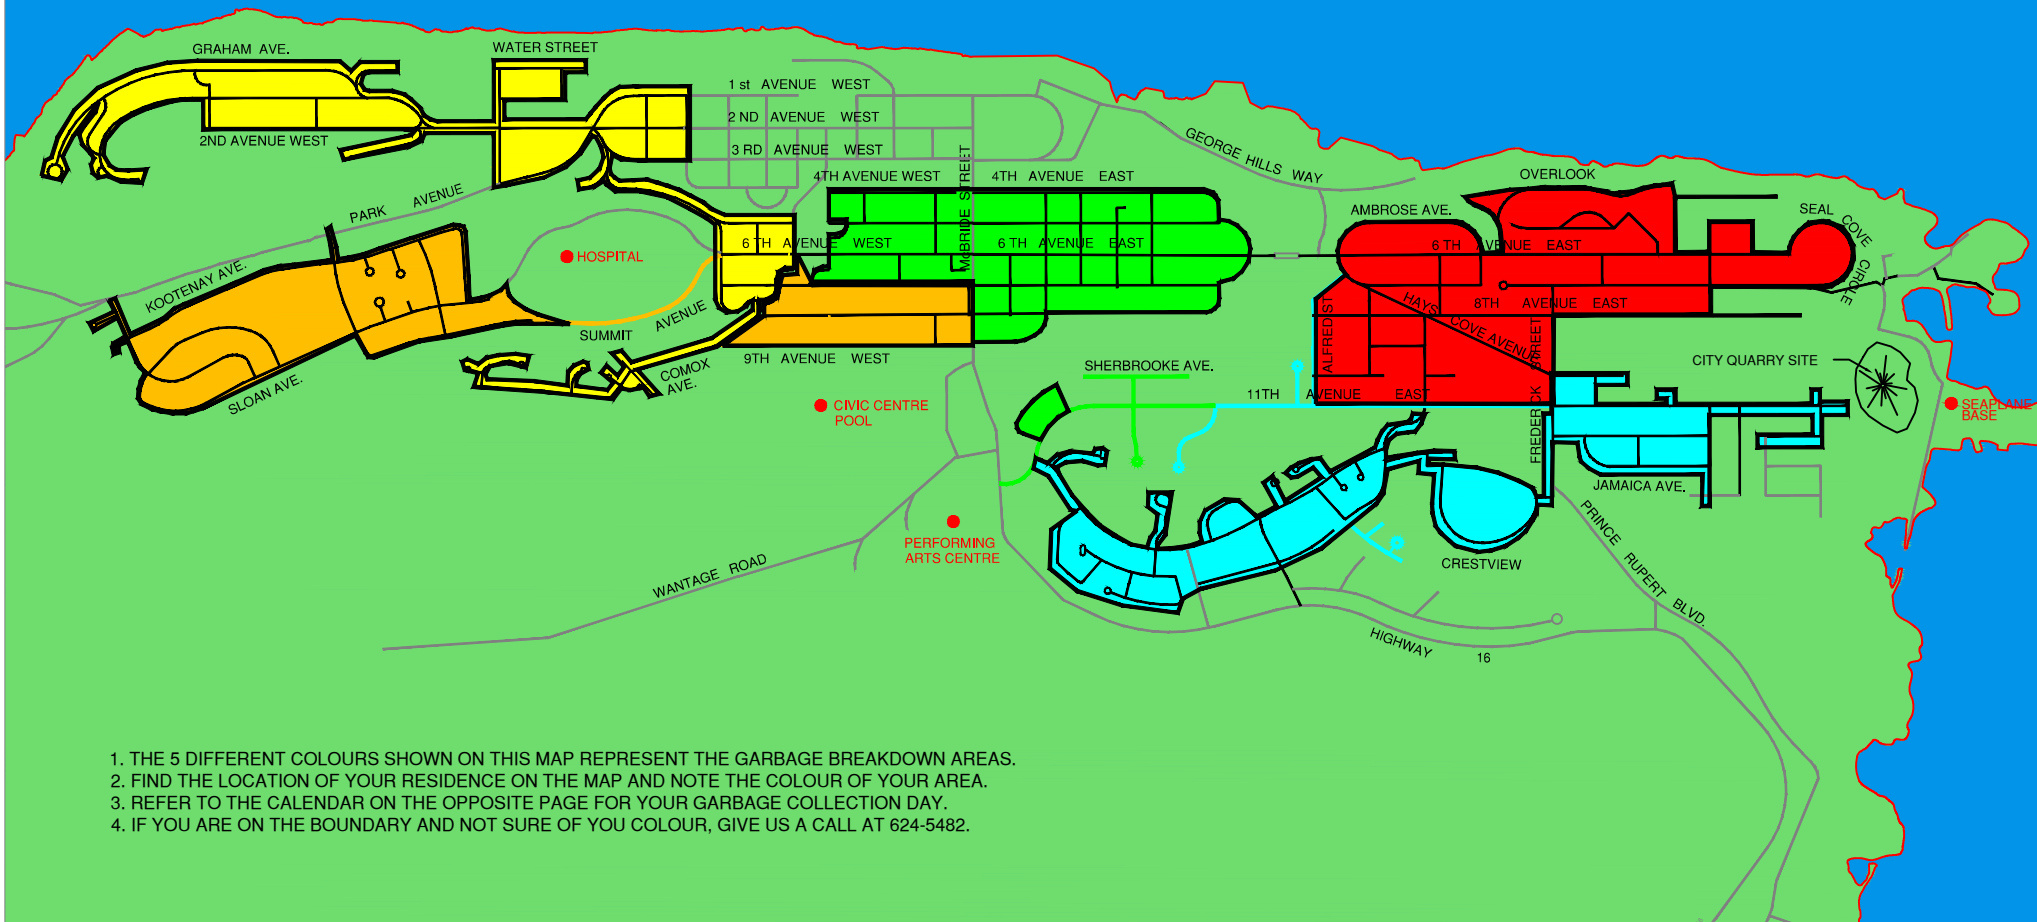 GRAHAM AVE.
WATER STREET
1 st AVENUE WEST
2 ND AVENUE WEST
2ND AVENUE WEST
3 RD AVENUE WEST
McBRIDE STREET
GEORGE HILLS WAY
4TH AVENUE WEST
4TH AVENUE EAST
OVERLOOK
PARK AVENUE
AMBROSE AVE.
SEAL COVE CIRCLE
6 TH AVENUE WEST
6 TH AVENUE EAST
6 TH AVENUE EAST
HOSPITAL
KOOTENAY AVE.
HAYS COVE AVENUE
8TH AVENUE EAST
SUMMIT AVENUE
ALFRED ST
FREDERICK STREET
9TH AVENUE WEST
SHERBROOKE AVE.
CITY QUARRY SITE
COMOX
AVE.
SLOAN AVE.
11TH AVENUE EAST
CIVIC CENTRE
POOL
SEAPLANE
BASE
JAMAICA AVE.
PERFORMING
ARTS CENTRE
PRINCE RUPERT BLVD.
CRESTVIEW
WANTAGE ROAD
HIGHWAY 16
1. THE 5 DIFFERENT COLOURS SHOWN ON THIS MAP REPRESENT THE GARBAGE BREAKDOWN AREAS.
2. FIND THE LOCATION OF YOUR RESIDENCE ON THE MAP AND NOTE THE COLOUR OF YOUR AREA.
3. REFER TO THE CALENDAR ON THE OPPOSITE PAGE FOR YOUR GARBAGE COLLECTION DAY.
4. IF YOU ARE ON THE BOUNDARY AND NOT SURE OF YOU COLOUR, GIVE US A CALL AT 624-5482.